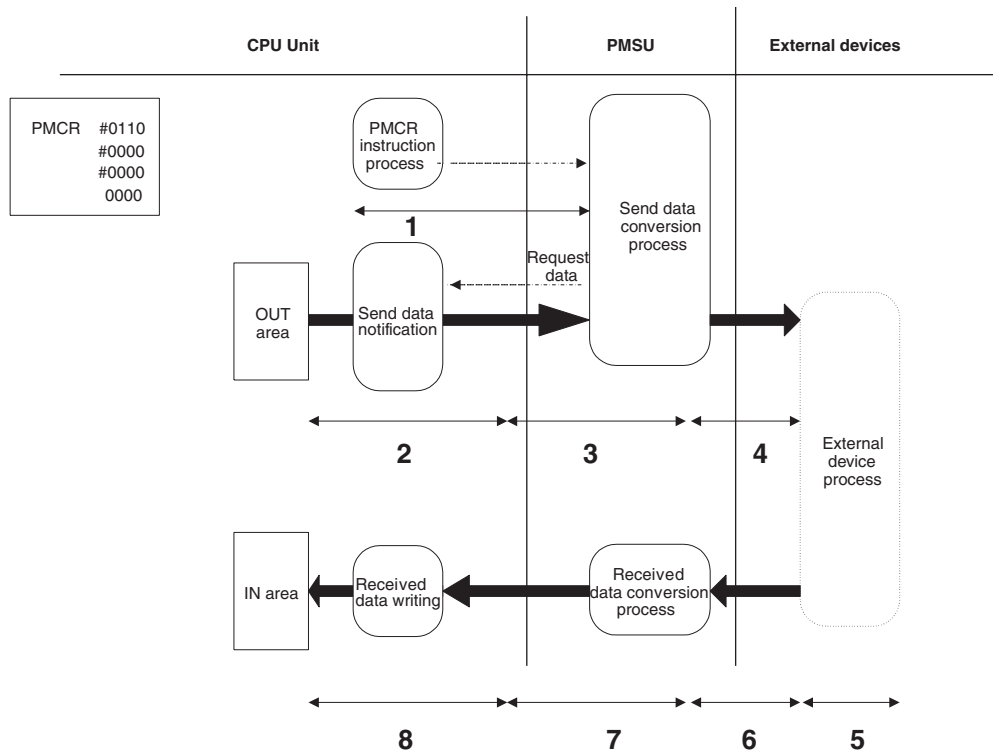 CPU Unit
PMSU
External devices
PMCR #0110
#0000
#0000
0000
PMCR
instruction
process
1
Send data
conversion
process
Request
data
OUT
area
Send data
notification
2
3
4
External
device
process
IN area
Received
data writing
Received
data conversion
process
8
7
6
5